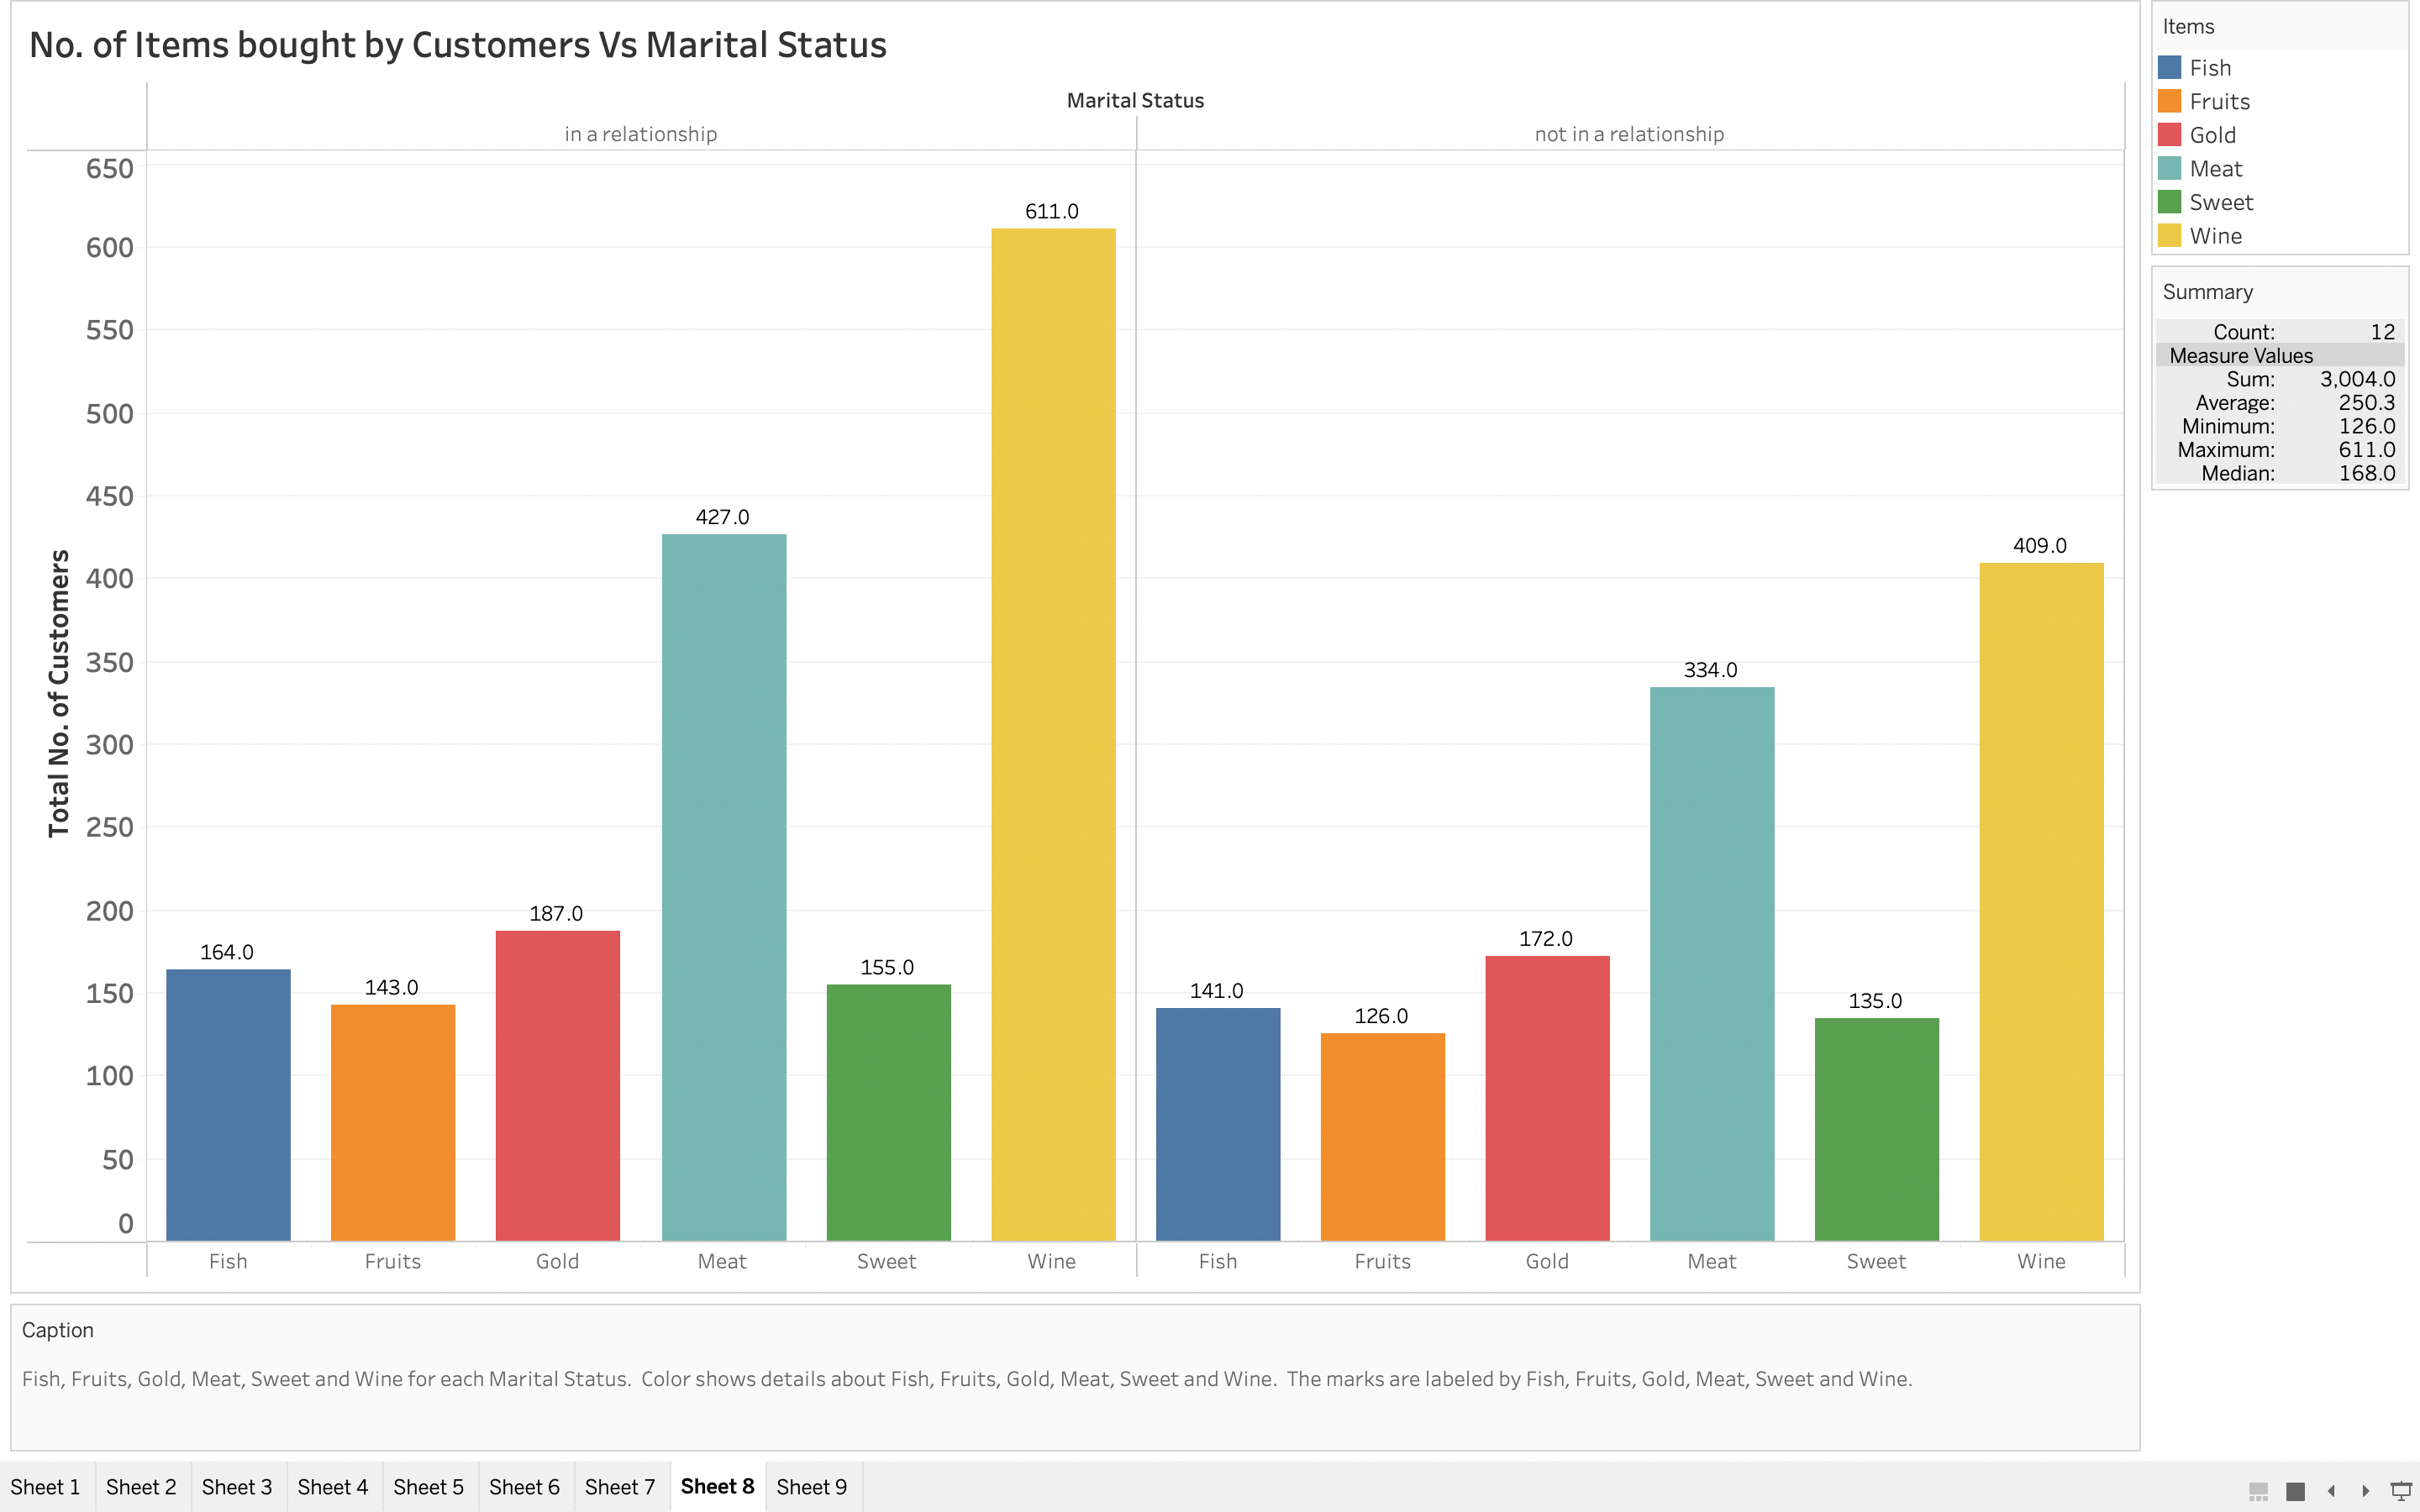 No. of Items bought by Customers Vs Marital Status
Marital Status
in a relationship
not in a relationship
Total No. of Customers
650
600
550
500
450
400
350
300
250
200
150
100
50
0
164.0
143.0
187.0
427.0
155.0
611.0
141.0
126.0
172.0
334.0
135.0
409.0
Fish
Fruits
Gold
Meat
Sweet
Wine
Fish
Fruits
Gold
Meat
Sweet
Wine
Items
Fish
Fruits
Gold
Meat
Sweet
Wine
Summary
Count: 12
Measure Values
Sum: 3,004.0
Average: 250.3
Minimum: 126.0
Maximum: 611.0
Median: 168.0
Caption
Fish, Fruits, Gold, Meat, Sweet and Wine for each Marital Status.  Color shows details about Fish, Fruits, Gold, Meat, Sweet and Wine.  The marks are labeled by Fish, Fruits, Gold, Meat, Sweet and Wine.
Sheet 1 Sheet 2 Sheet 3 Sheet 4 Sheet 5 Sheet 6 Sheet 7 Sheet 8 Sheet 9